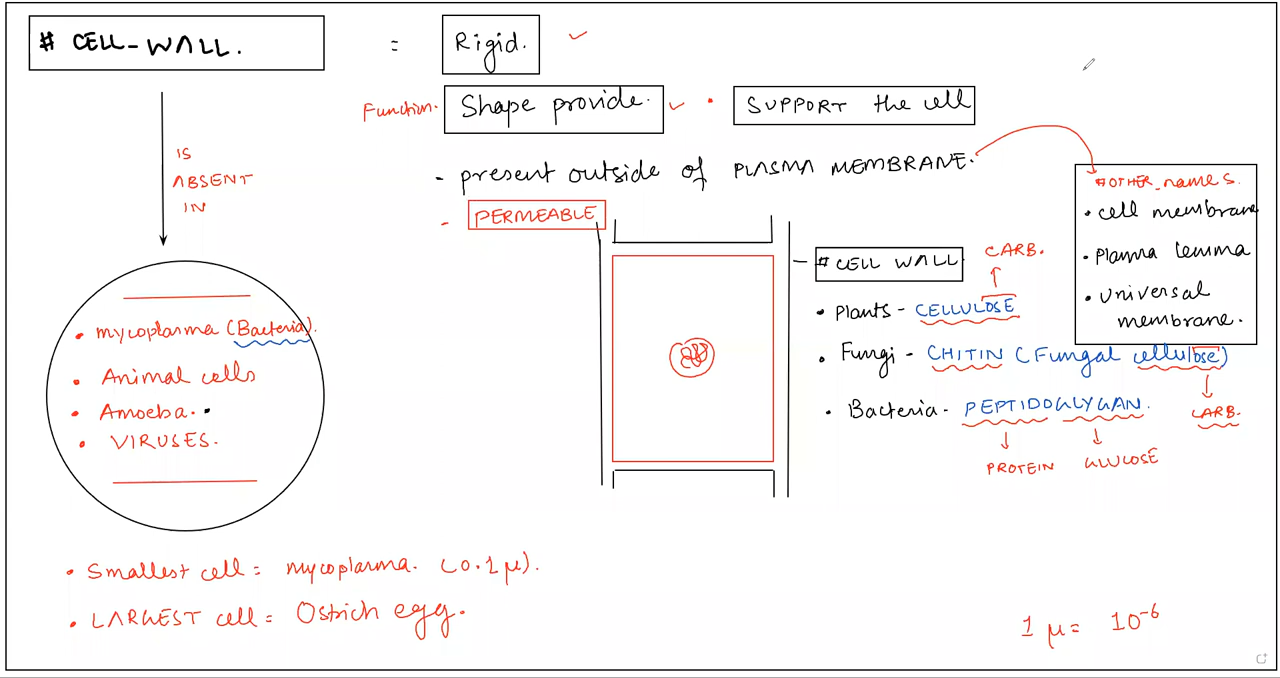 # CELL-WALL.
= Rigid.
Function. Shape provide. • SUPPORT the cell
- present outside of PLASMA MEMBRANE.
- PERMEABLE
IS
ABSENT
IN
• mycoplasma (Bacteria).
• Animal cells
• Amoeba.
• VIRUSES.
# OTHER names.
• cell membrane
• Plasma lemma
• universal
membrane.
# CELL WALL CARB.
• Plants - CELLULOSE
• Fungi - CHITIN (Fungal cellulose)
CARB.
• Bacteria - PEPTIDOGLYCAN.
PROTEIN GLUCOSE
• Smallest cell = mycoplasma. (0.1 μ).
• LARGEST cell = Ostrich egg.
1 μ = 10⁻⁶